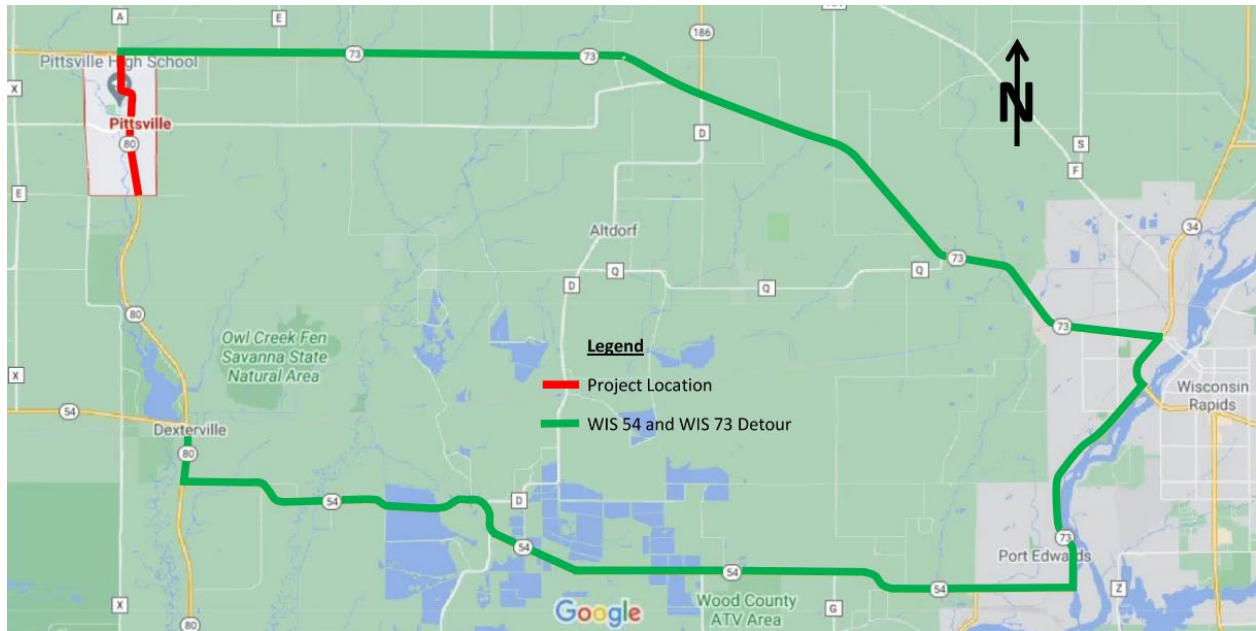 A
E
73
73
186
Pittsville High School
X
Pittsville
80
D
N
S
F
E
34
Altdorf
Q
Q
Q
73
D
80
73
Owl Creek Fen
Savanna State
Natural Area
Legend
Project Location
WIS 54 and WIS 73 Detour
X
Wisconsin
Rapids
54
Dexterville
80
54
D
54
73
Port Edwards
54
54
Z
X
G
Wood County
ATV Area
Google
80